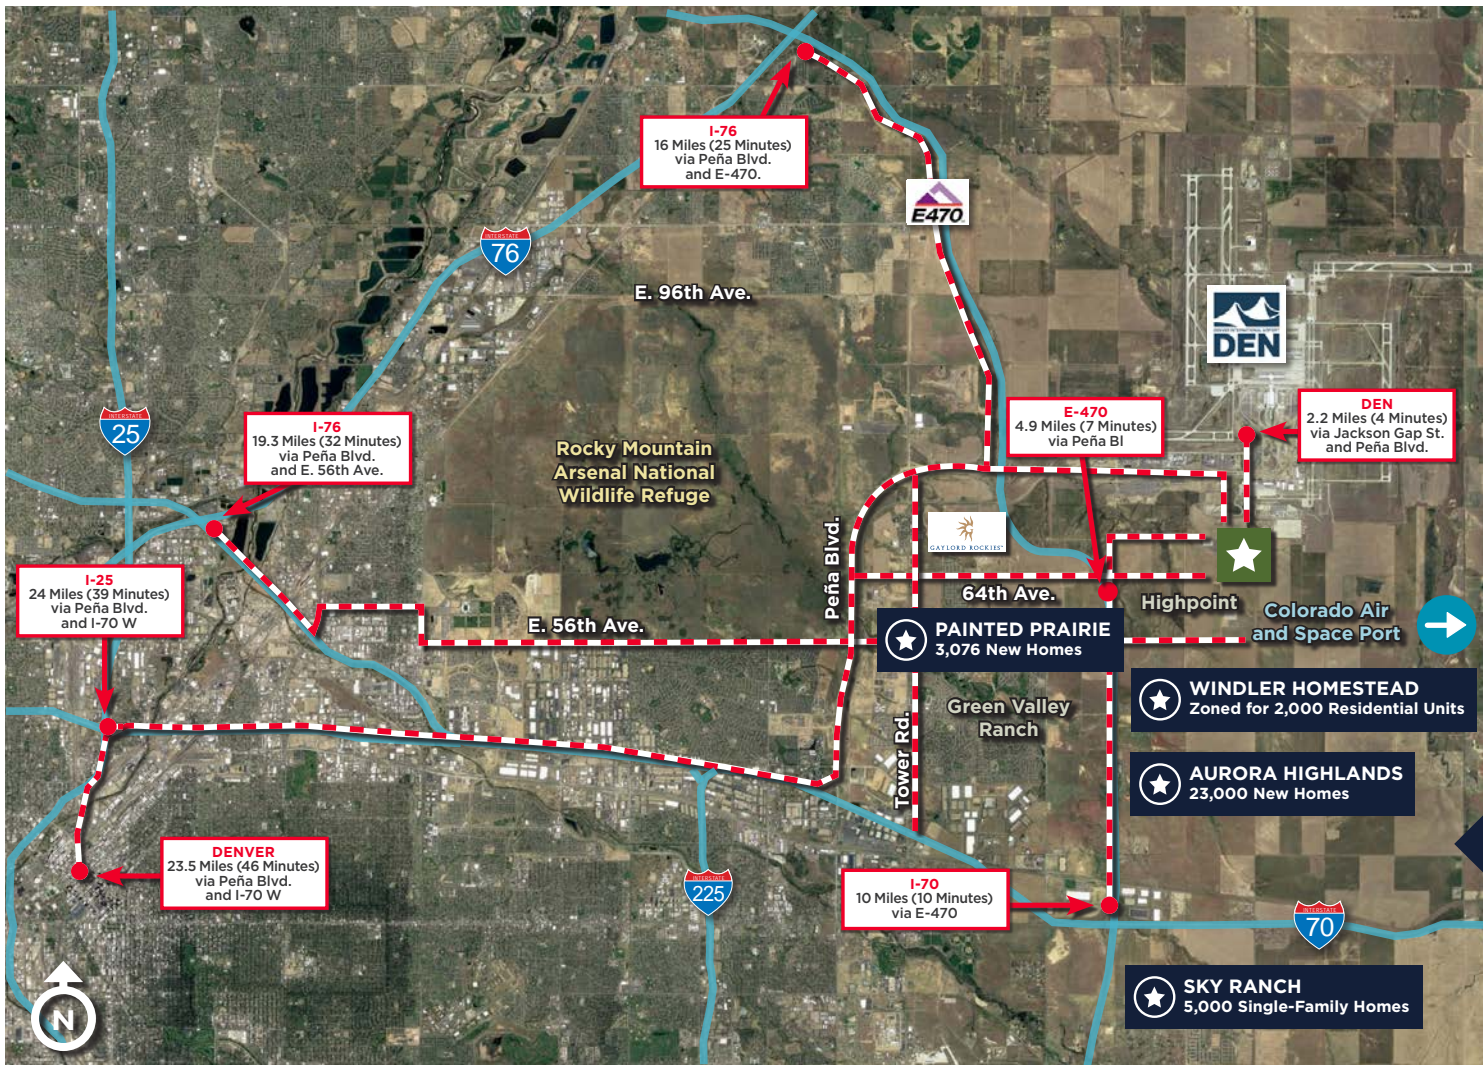 I-76
16 Miles (25 Minutes)
via Peña Blvd.
and E-470.
E470
INTERSTATE
76
E. 96th Ave.
DEN
INTERSTATE
25
I-76
19.3 Miles (32 Minutes)
via Peña Blvd.
and E. 56th Ave.
Rocky Mountain
Arsenal National
Wildlife Refuge
E-470
4.9 Miles (7 Minutes)
via Peña Bl
DEN
2.2 Miles (4 Minutes)
via Jackson Gap St.
and Peña Blvd.
GAYLORD ROCKIES
Peña Blvd.
I-25
24 Miles (39 Minutes)
via Peña Blvd.
and I-70 W
64th Ave.
Highpoint
Colorado Air
and Space Port
E. 56th Ave.
PAINTED PRAIRIE
3,076 New Homes
WINDLER HOMESTEAD
Zoned for 2,000 Residential Units
Green Valley
Ranch
Tower Rd.
AURORA HIGHLANDS
23,000 New Homes
DENVER
23.5 Miles (46 Minutes)
via Peña Blvd.
and I-70 W
INTERSTATE
225
I-70
10 Miles (10 Minutes)
via E-470
INTERSTATE
70
SKY RANCH
5,000 Single-Family Homes
N